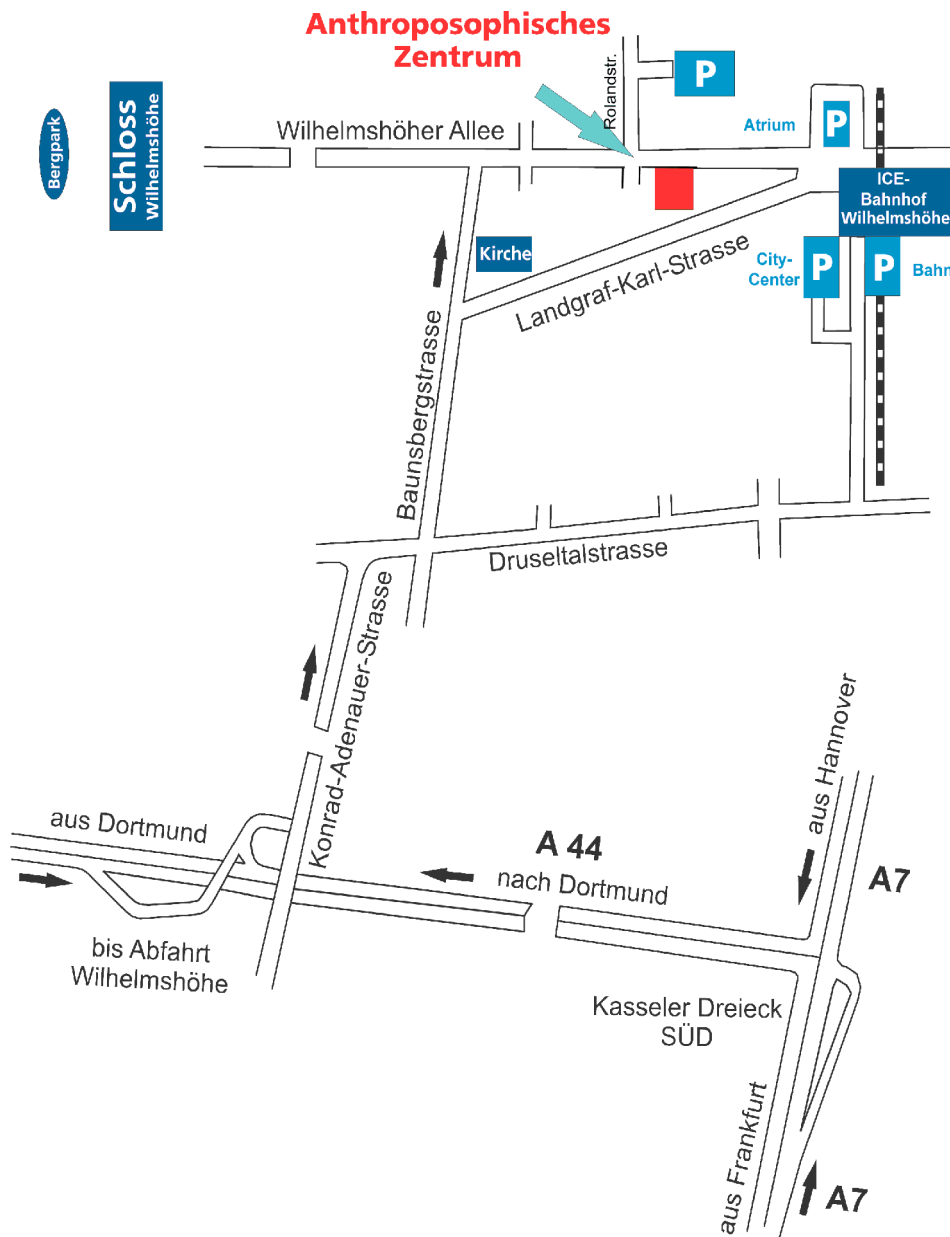 Anthroposophisches
Zentrum
Bergpark
Schloss
Wilhelmshöhe
Wilhelmshöher Allee
Rolandstr.
P
Atrium
P
ICE-
Bahnhof
Wilhelmshöhe
Kirche
Landgraf-Karl-Strasse
City-
Center
P
P
Bahn
Baunsbergstrasse
Druseltalstrasse
Konrad-Adenauer-Strasse
aus Hannover
aus Dortmund
A 44
nach Dortmund
A7
bis Abfahrt
Wilhelmshöhe
Kasseler Dreieck
SÜD
aus Frankfurt
A7